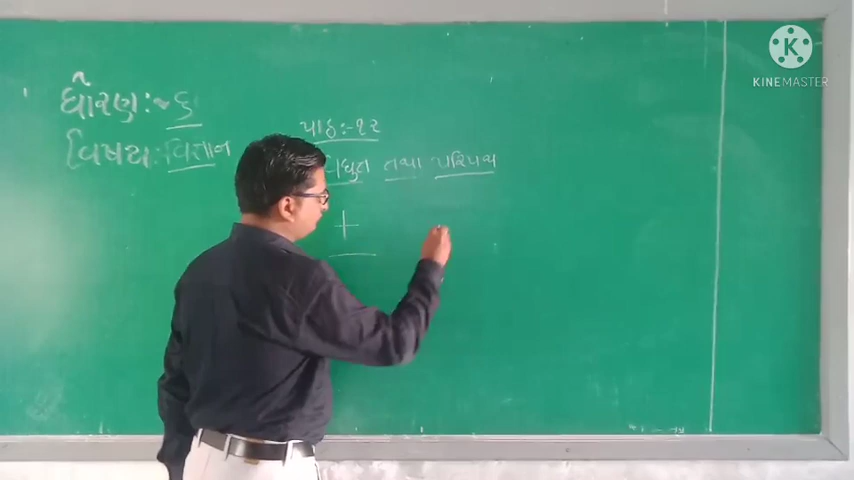 ધોરણ:- ૬
વિષય:- વિજ્ઞાન
પાઠ:-૧૨
તથા પરિપથ
+
KINEMASTER